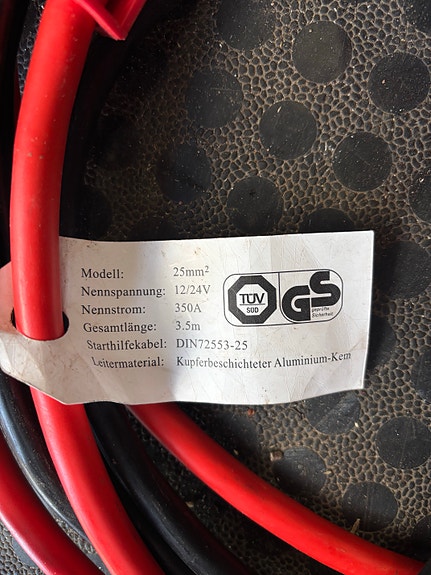 Modell: 25mm²
Nennspannung: 12/24V
Nennstrom: 350A
Gesamtlänge: 3.5m
Starthilfekabel: DIN72553-25
Leitermaterial: Kupferbeschichteter Aluminium-Kern
TÜV
SÜD
GS
geprüfte
Sicherheit